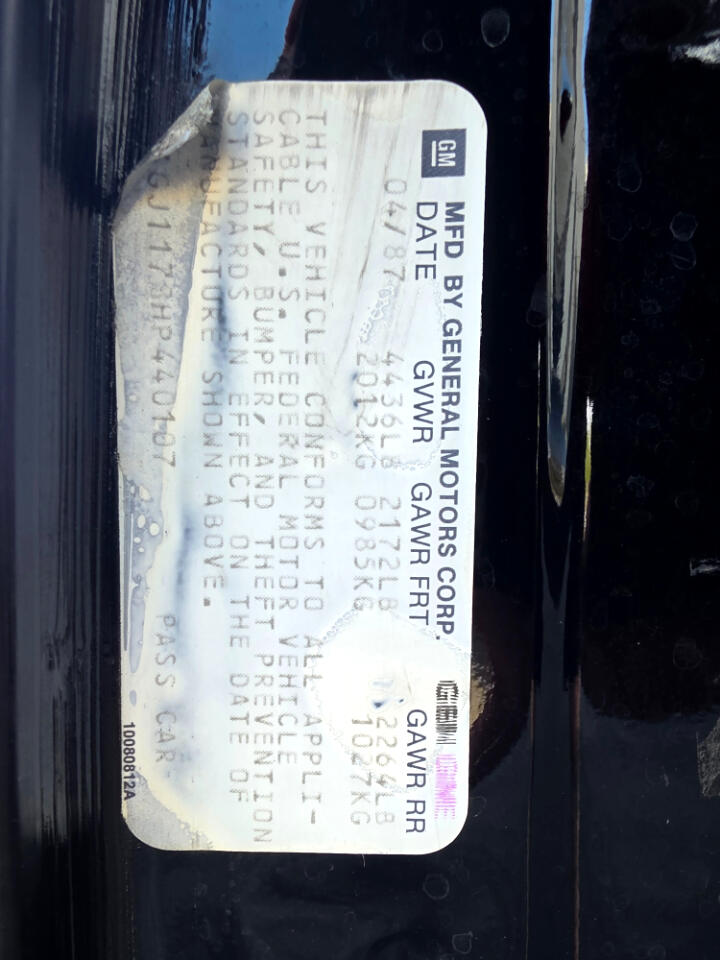 GM MFD BY GENERAL MOTORS CORP.
DATE GVWR GAWR FRT GAWR RR
04/87 4436LB 2172LB 2264LB
2012KG 0985KG 1027KG
THIS VEHICLE CONFORMS TO ALL APPLI-
CABLE U.S. FEDERAL MOTOR VEHICLE
SAFETY, BUMPER, AND THEFT PREVENTION
STANDARDS IN EFFECT ON THE DATE OF
MANUFACTURE SHOWN ABOVE.
PASS CAR
10080812A